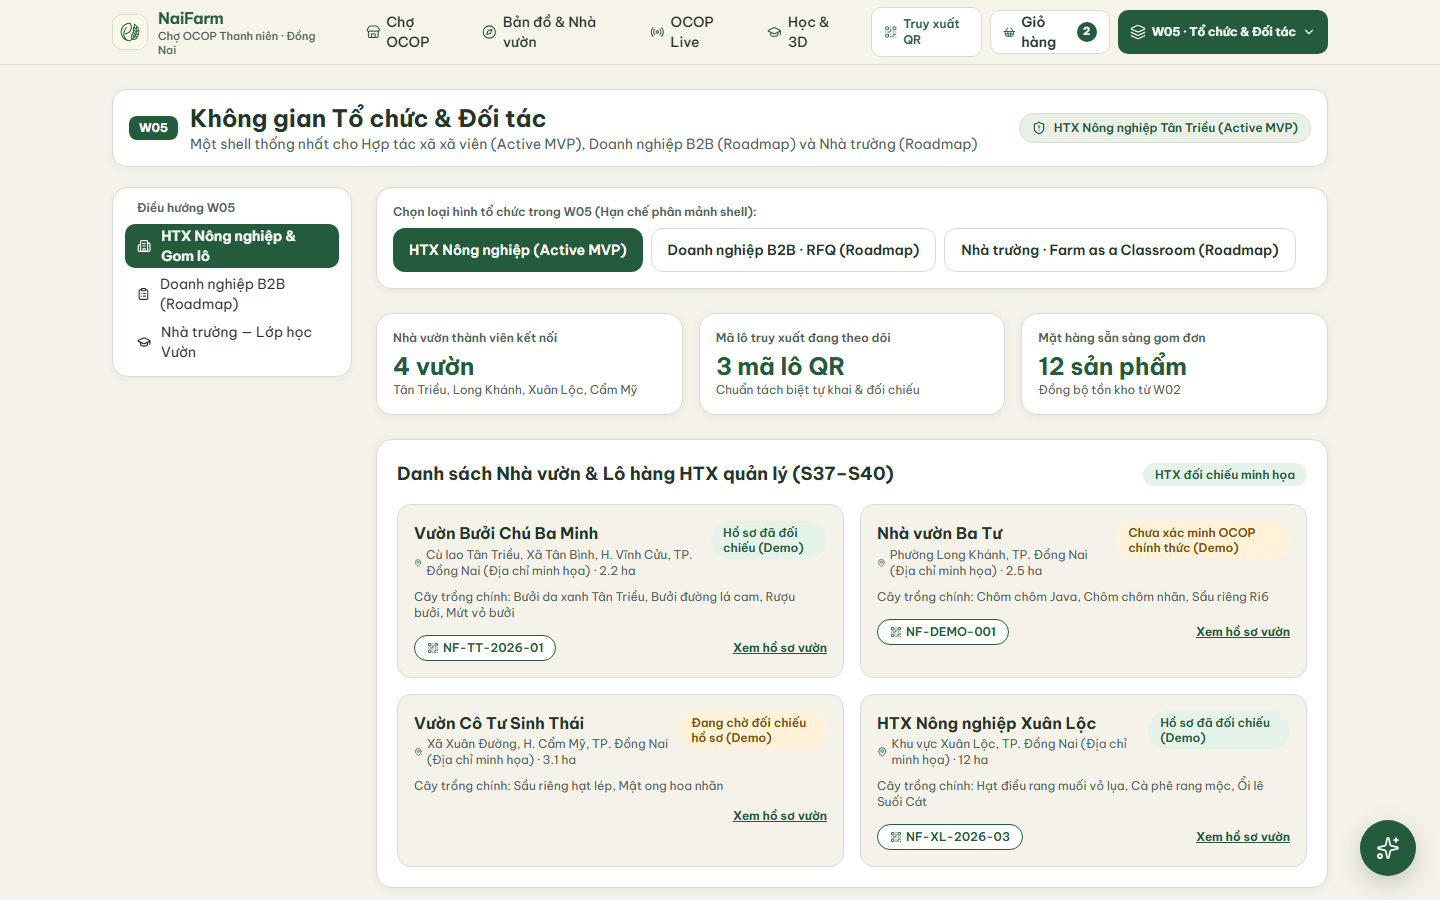 NaiFarm
Chợ OCOP Thanh niên · Đồng
Nai
Chợ
OCOP
Bản đồ & Nhà
vườn
OCOP
Live
Học &
3D
Truy xuất
QR
Giỏ
hàng
2
W05 · Tổ chức & Đối tác
W05
Không gian Tổ chức & Đối tác
Một shell thống nhất cho Hợp tác xã xã viên (Active MVP), Doanh nghiệp B2B (Roadmap) và Nhà trường (Roadmap)
HTX Nông nghiệp Tân Triều (Active MVP)
Điều hướng W05
HTX Nông nghiệp &
Gom lô
Doanh nghiệp B2B
(Roadmap)
Nhà trường — Lớp học
Vườn
Chọn loại hình tổ chức trong W05 (Hạn chế phân mảnh shell):
HTX Nông nghiệp (Active MVP)
Doanh nghiệp B2B · RFQ (Roadmap)
Nhà trường · Farm as a Classroom (Roadmap)
Nhà vườn thành viên kết nối
4 vườn
Tân Triều, Long Khánh, Xuân Lộc, Cẩm Mỹ
Mã lô truy xuất đang theo dõi
3 mã lô QR
Chuẩn tách biệt tự khai & đối chiếu
Mặt hàng sẵn sàng gom đơn
12 sản phẩm
Đồng bộ tồn kho từ W02
Danh sách Nhà vườn & Lô hàng HTX quản lý (S37–S40)
HTX đối chiếu minh họa
Vườn Bưởi Chú Ba Minh
Hồ sơ đã đối
chiếu (Demo)
Cù lao Tân Triều, Xã Tân Bình, H. Vĩnh Cửu, TP.
Đồng Nai (Địa chỉ minh họa) · 2.2 ha
Cây trồng chính: Bưởi da xanh Tân Triều, Bưởi đường lá cam, Rượu
bưởi, Mứt vỏ bưởi
NF-TT-2026-01
Xem hồ sơ vườn
Nhà vườn Ba Tư
Chưa xác minh OCOP
chính thức (Demo)
Phường Long Khánh, TP. Đồng Nai
(Địa chỉ minh họa) · 2.5 ha
Cây trồng chính: Chôm chôm Java, Chôm chôm nhãn, Sầu riêng Ri6
NF-DEMO-001
Xem hồ sơ vườn
Vườn Cô Tư Sinh Thái
Đang chờ đối chiếu
hồ sơ (Demo)
Xã Xuân Đường, H. Cẩm Mỹ, TP. Đồng Nai
(Địa chỉ minh họa) · 3.1 ha
Cây trồng chính: Sầu riêng hạt lép, Mật ong hoa nhãn
Xem hồ sơ vườn
HTX Nông nghiệp Xuân Lộc
Hồ sơ đã đối chiếu
(Demo)
Khu vực Xuân Lộc, TP. Đồng Nai (Địa chỉ
minh họa) · 12 ha
Cây trồng chính: Hạt điều rang muối vỏ lụa, Cà phê rang mộc, Ổi lê
Suối Cát
NF-XL-2026-03
Xem hồ sơ vườn